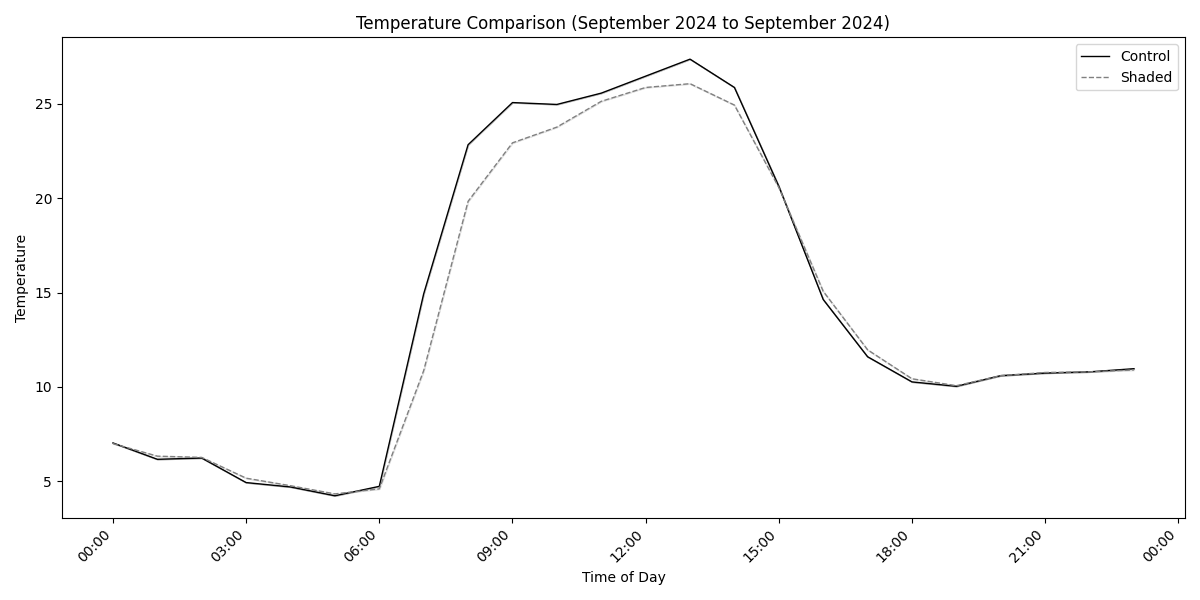 Temperature Comparison (September 2024 to September 2024)
Control
Shaded
Temperature
25
20
15
10
5
00:00
03:00
06:00
09:00
12:00
15:00
18:00
21:00
00:00
Time of Day